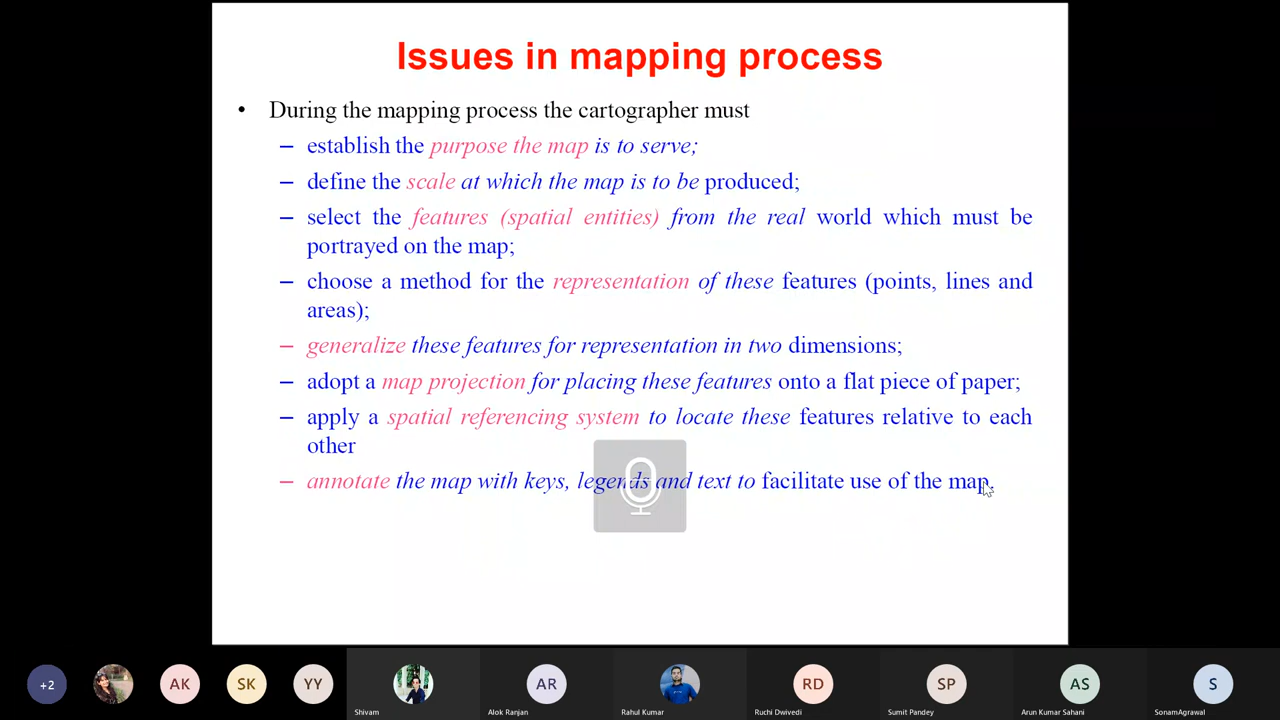 Issues in mapping process
• During the mapping process the cartographer must
– establish the purpose the map is to serve;
– define the scale at which the map is to be produced;
– select the features (spatial entities) from the real world which must be
portrayed on the map;
– choose a method for the representation of these features (points, lines and
areas);
– generalize these features for representation in two dimensions;
– adopt a map projection for placing these features onto a flat piece of paper;
– apply a spatial referencing system to locate these features relative to each
other
– annotate the map with keys, legends and text to facilitate use of the map.
+2
AK
SK
YY
AR
RD
SP
AS
S
Shivam
Alok Ranjan
Rahul Kumar
Ruchi Dwivedi
Sumit Pandey
Arun Kumar Sahani
SonamAgrawal